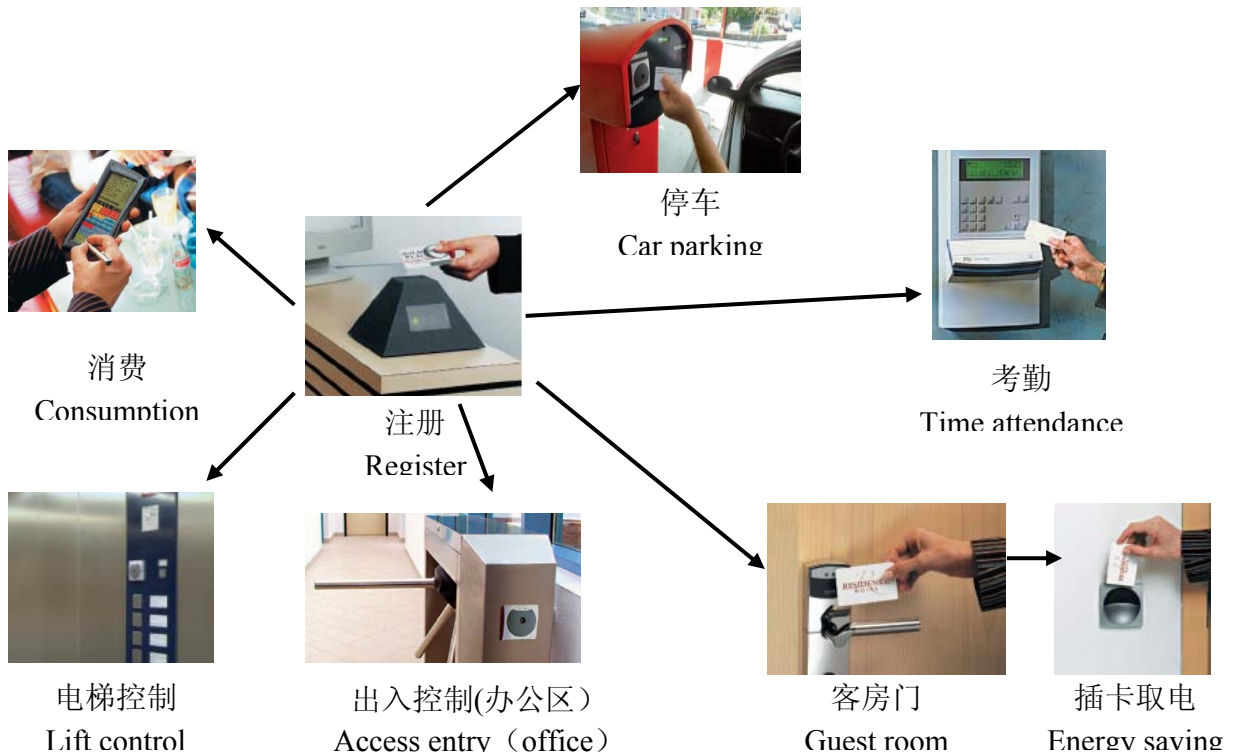 停车
Car parking
消费
Consumption
注册
Register
考勤
Time attendance
RESIDENCE
电梯控制
Lift control
出入控制(办公区）
Access entry（office）
客房门
Guest room
插卡取电
Energy saving